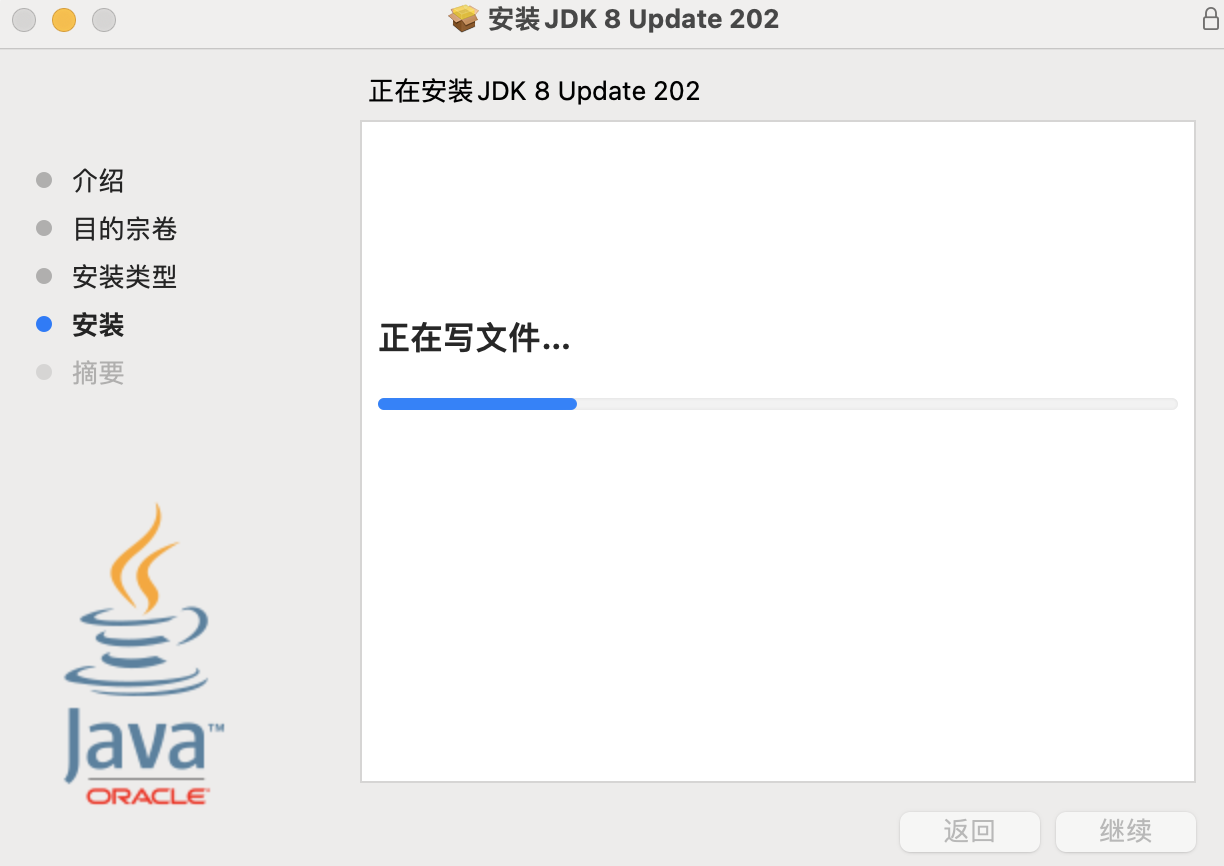 安装 JDK 8 Update 202
正在安装 JDK 8 Update 202
介绍
目的宗卷
安装类型
安装
摘要
正在写文件...
Java™
ORACLE
返回
继续